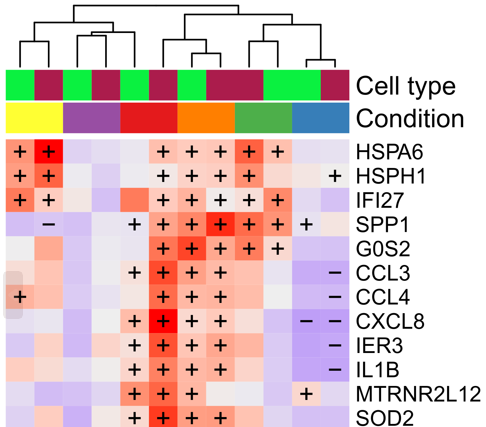 Cell type
Condition
+ + + + + + + HSPA6
+ + + + + + + + HSPH1
+ + + + + + + IFI27
− + + + + + + + SPP1
+ + + + + G0S2
+ + + + − CCL3
+ + + + − CCL4
+ + + + − − CXCL8
+ + + + − IER3
+ + + + − IL1B
+ + + + MTRNR2L12
+ + + + SOD2